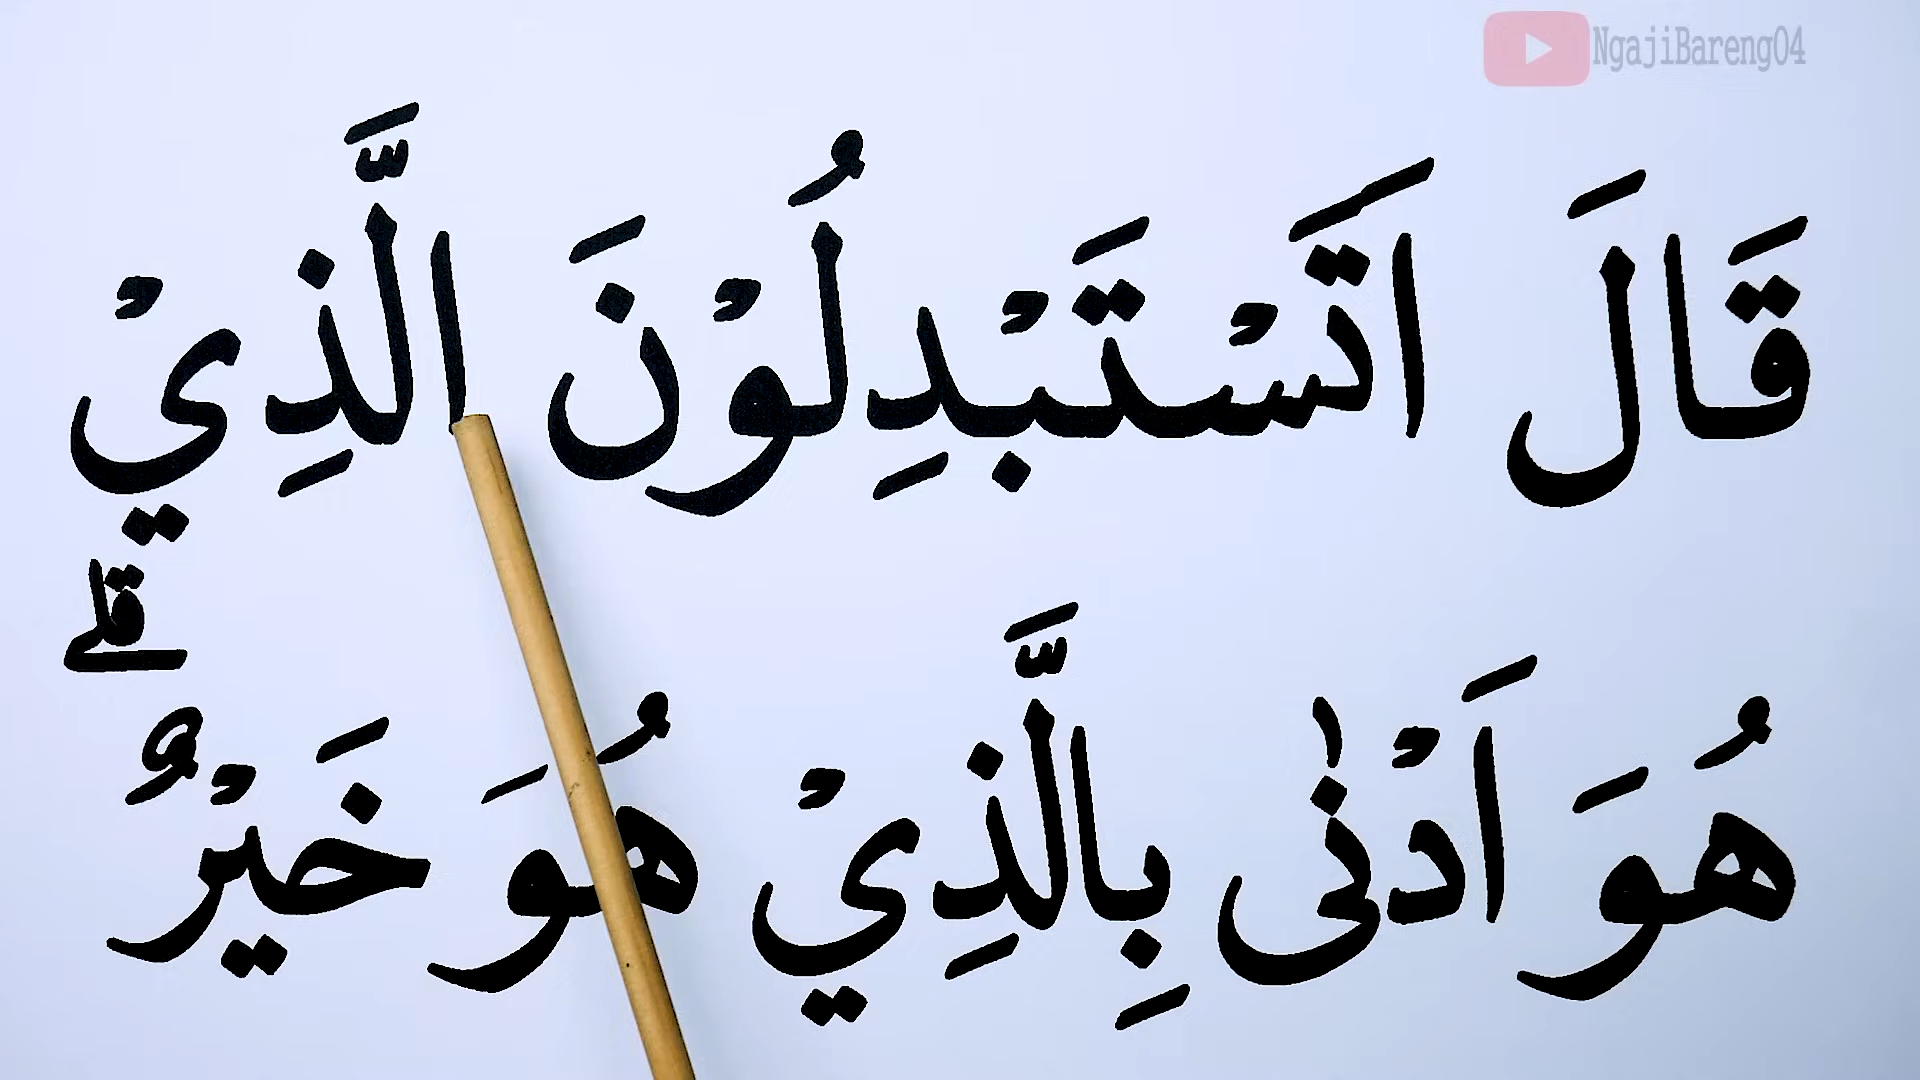 NgajiBareng04
قَالَ اَتَسْتَبْدِلُوْنَ الَّذِيْ
هُوَ اَدْنٰى بِالَّذِيْ هُوَ خَيْرٌ ۗ